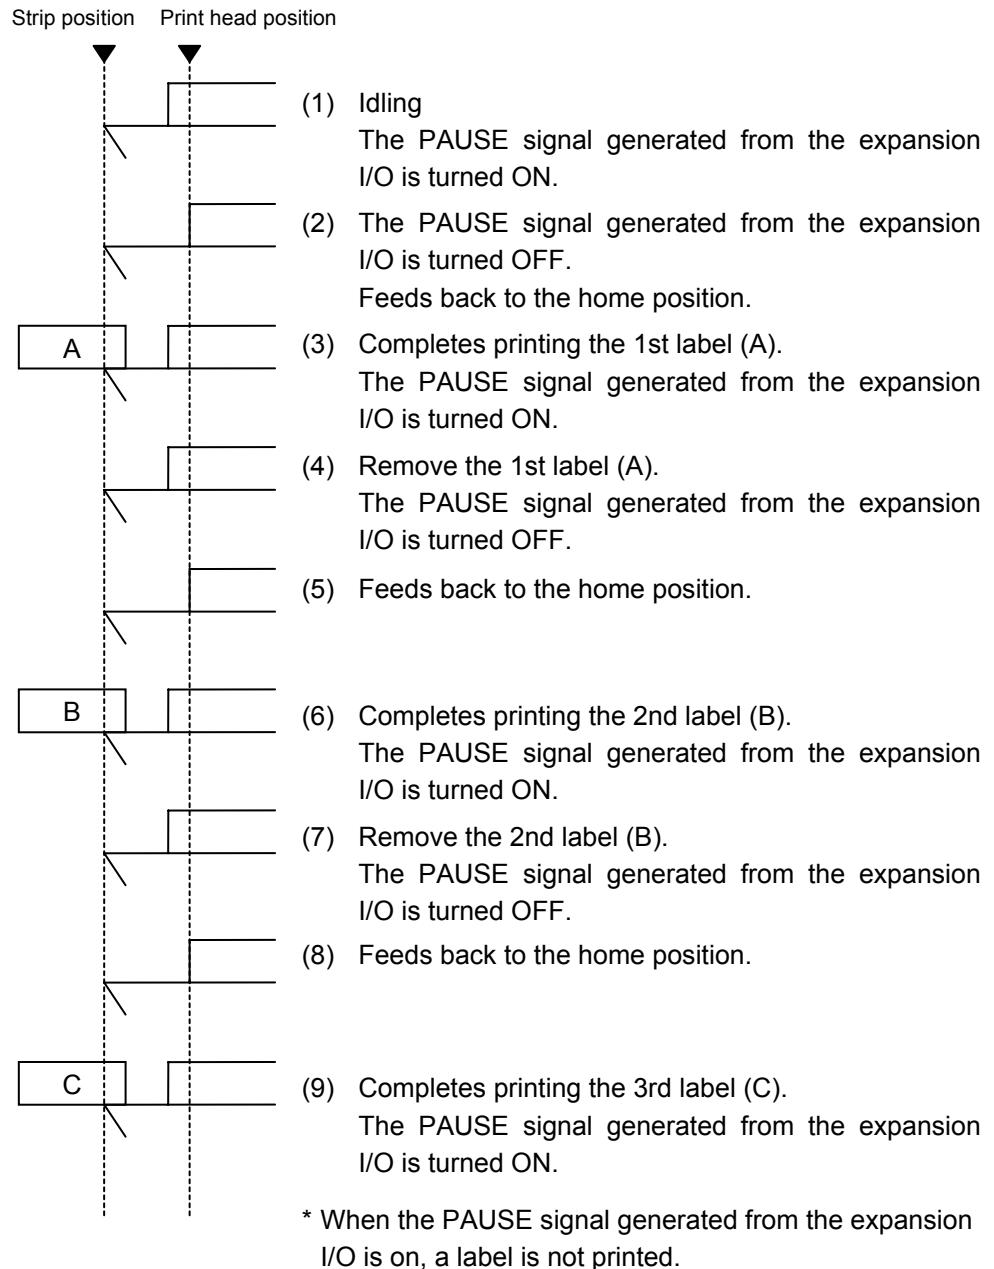 Strip position Print head position
(1) Idling
The PAUSE signal generated from the expansion
I/O is turned ON.
(2) The PAUSE signal generated from the expansion
I/O is turned OFF.
Feeds back to the home position.
A
(3) Completes printing the 1st label (A).
The PAUSE signal generated from the expansion
I/O is turned ON.
(4) Remove the 1st label (A).
The PAUSE signal generated from the expansion
I/O is turned OFF.
(5) Feeds back to the home position.
B
(6) Completes printing the 2nd label (B).
The PAUSE signal generated from the expansion
I/O is turned ON.
(7) Remove the 2nd label (B).
The PAUSE signal generated from the expansion
I/O is turned OFF.
(8) Feeds back to the home position.
C
(9) Completes printing the 3rd label (C).
The PAUSE signal generated from the expansion
I/O is turned ON.
* When the PAUSE signal generated from the expansion
I/O is on, a label is not printed.